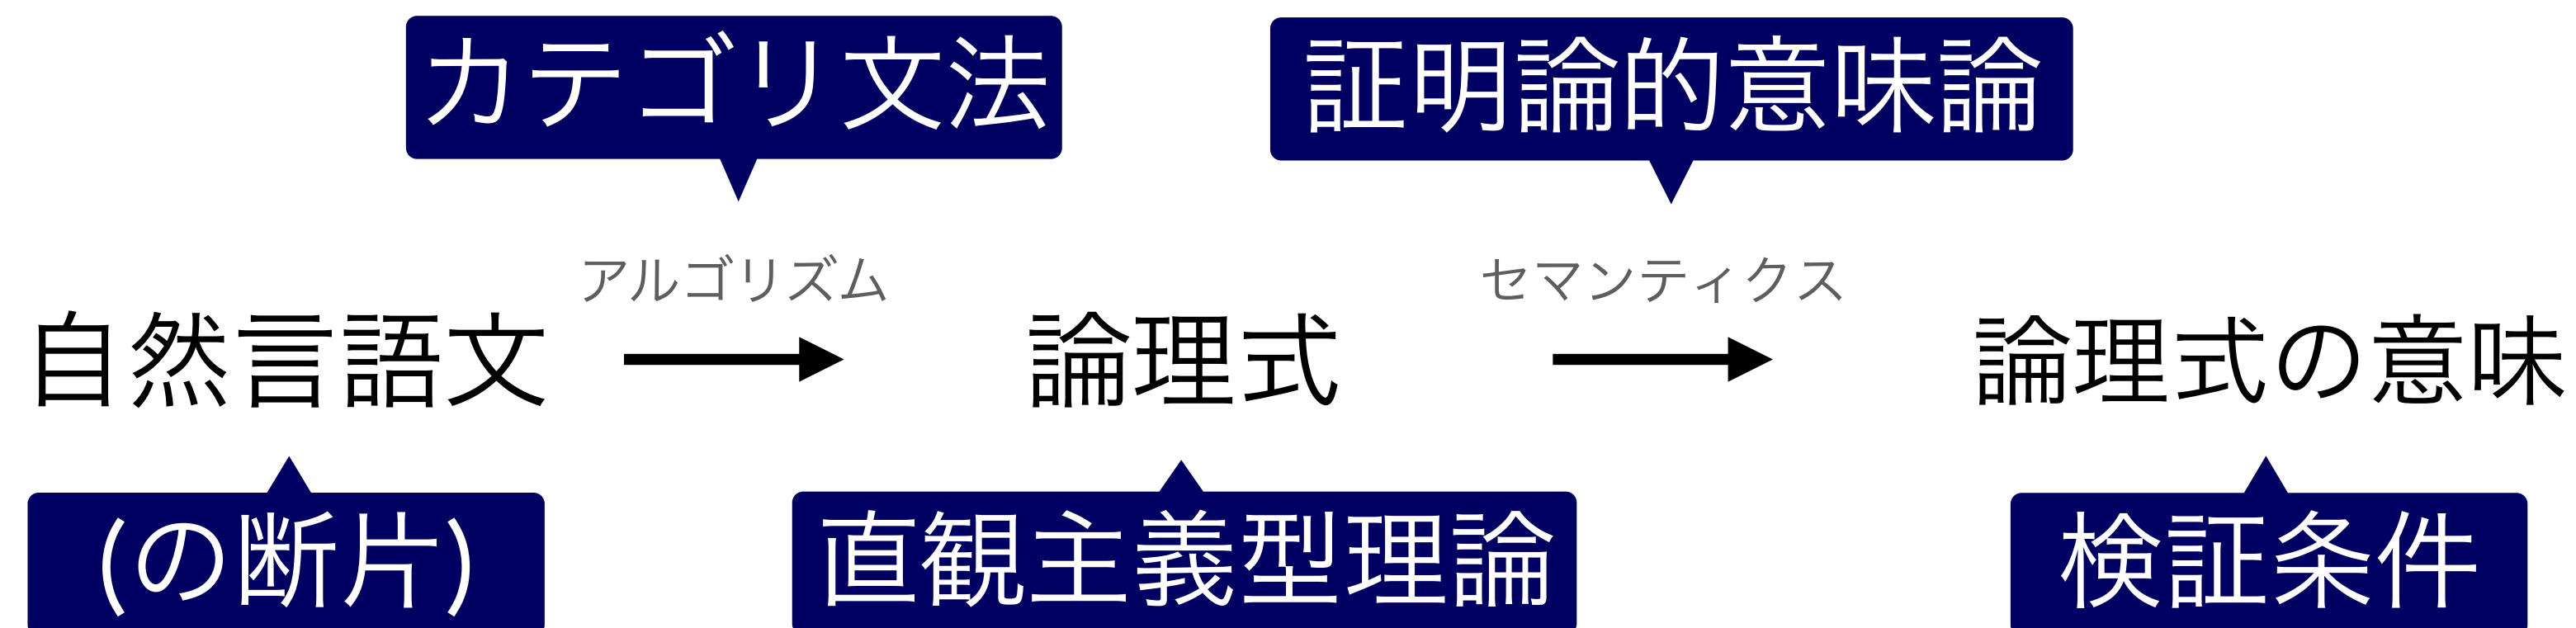 カテゴリ文法
証明論的意味論
アルゴリズム
セマンティクス
自然言語文
論理式
論理式の意味
(の断片)
直観主義型理論
検証条件